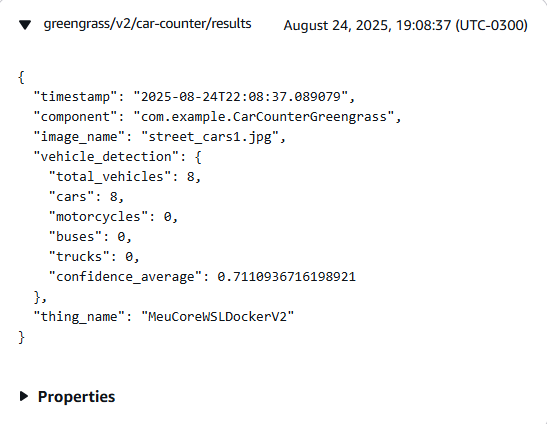 greengrass/v2/car-counter/results August 24, 2025, 19:08:37 (UTC-0300)
{
  "timestamp": "2025-08-24T22:08:37.089079",
  "component": "com.example.CarCounterGreengrass",
  "image_name": "street_cars1.jpg",
  "vehicle_detection": {
    "total_vehicles": 8,
    "cars": 8,
    "motorcycles": 0,
    "buses": 0,
    "trucks": 0,
    "confidence_average": 0.7110936716198921
  },
  "thing_name": "MeuCoreWSLDockerV2"
}
Properties